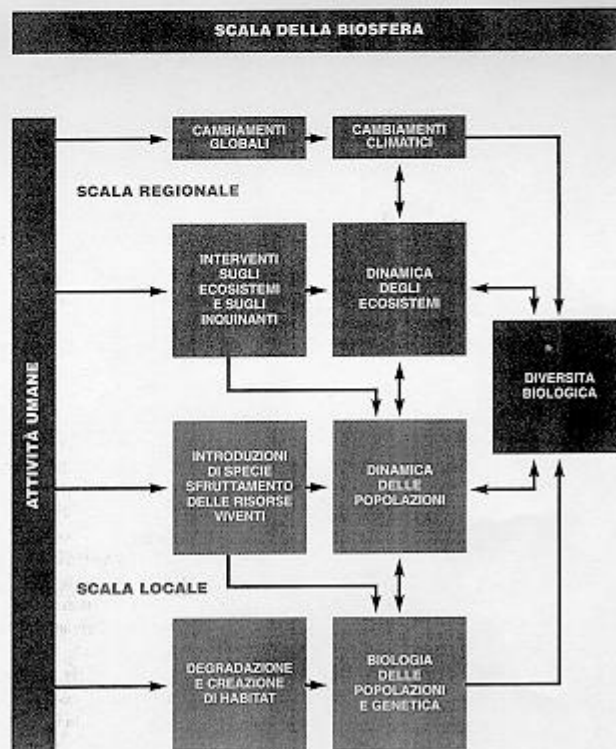 SCALA DELLA BIOSFERA
CAMBIAMENTI
GLOBALI
CAMBIAMENTI
CLIMATICI
SCALA REGIONALE
INTERVENTI
SUGLI
ECOSISTEMI
E SUGLI
INQUINANTI
DINAMICA
DEGLI
ECOSISTEMI
DIVERSITA
BIOLOGICA
ATTIVITÀ UMANE
INTRODUZIONI
DI SPECIE
SFRUTTAMENTO
DELLE RISORSE
VIVENTI
DINAMICA
DELLE
POPOLAZIONI
SCALA LOCALE
DEGRADAZIONE
E CREAZIONE
DI HABITAT
BIOLOGIA
DELLE
POPOLAZIONI
E GENETICA